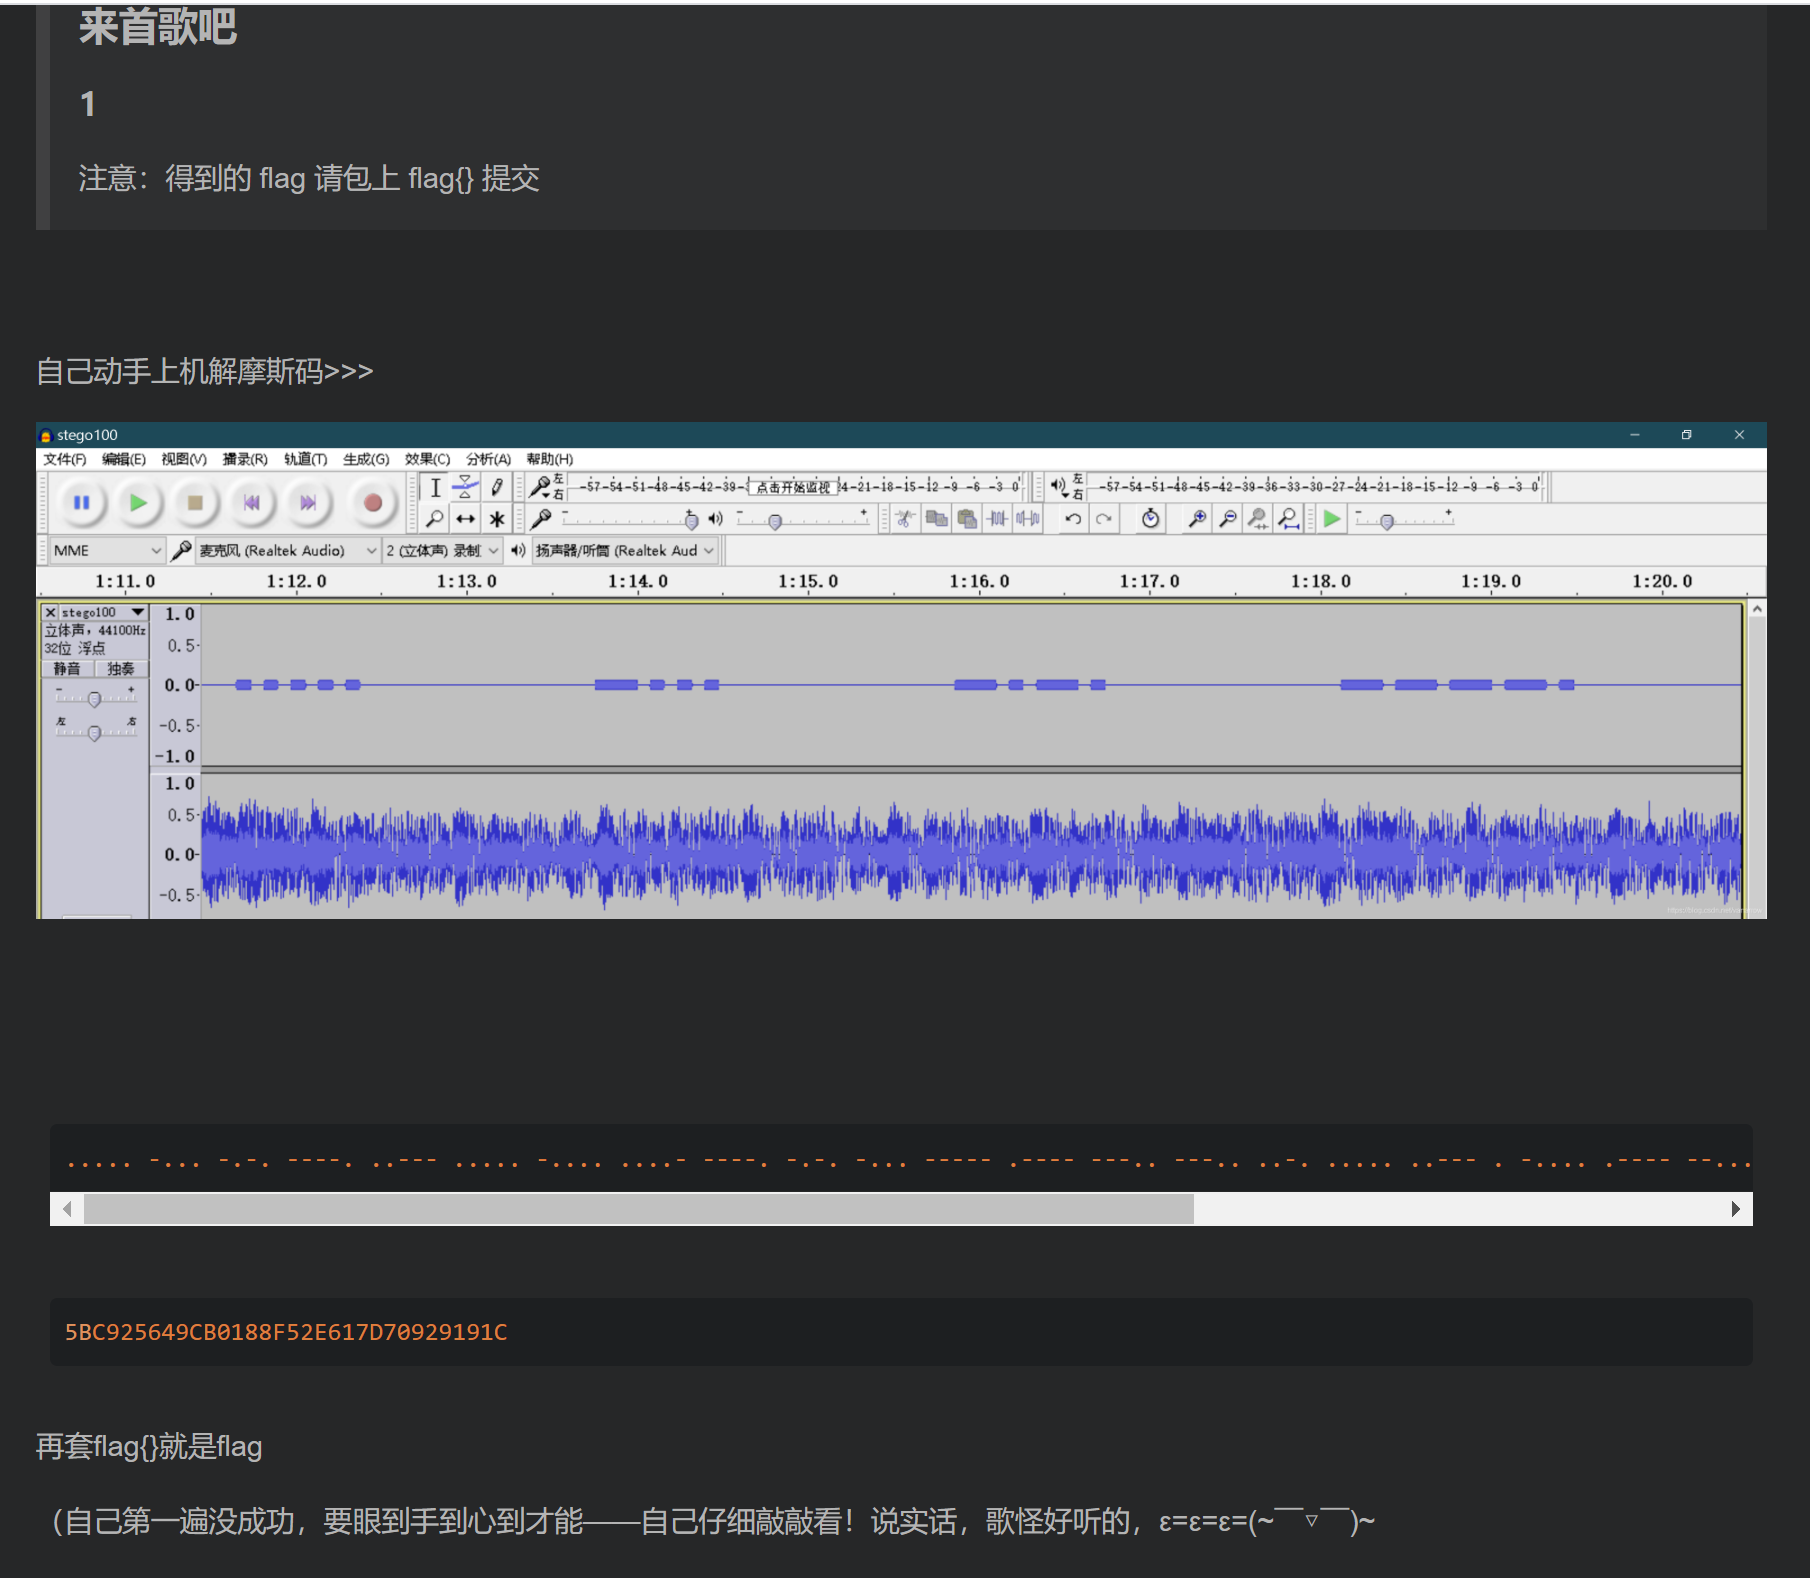 来首歌吧
1
注意：得到的 flag 请包上 flag{} 提交
自己动手上机解摩斯码>>>
stego100
文件(F) 编辑(E) 视图(V) 播录(R) 轨道(T) 生成(G) 效果(C) 分析(A) 帮助(H)
左 -57-54-51-48-45-42-39- 点击开始监视 -21-18-15-12 -9 -6 -3 0 左 -57-54-51-48-45-42-39-36-33-30-27-24-21-18-15-12 -9 -6 -3 0
右 右
MME 麦克风 (Realtek Audio) 2 (立体声) 录制 扬声器/听筒 (Realtek Aud
1:11.0 1:12.0 1:13.0 1:14.0 1:15.0 1:16.0 1:17.0 1:18.0 1:19.0 1:20.0
stego100 1.0
立体声, 44100Hz
32位 浮点 0.5
静音 独奏
0.0
左 右 -0.5
-1.0
1.0
0.5
0.0
-0.5
..... -... -.-. ----. ..--- ..... -.... ....- ----. -.-. -... ----- .---- ---.. ---.. ..-. ..... ..--- . -.... .---- --...
5BC925649CB0188F52E617D70929191C
再套flag{}就是flag
（自己第一遍没成功，要眼到手到心到才能——自己仔细敲敲看！说实话，歌怪好听的，ε=ε=ε=(~￣▽￣)~